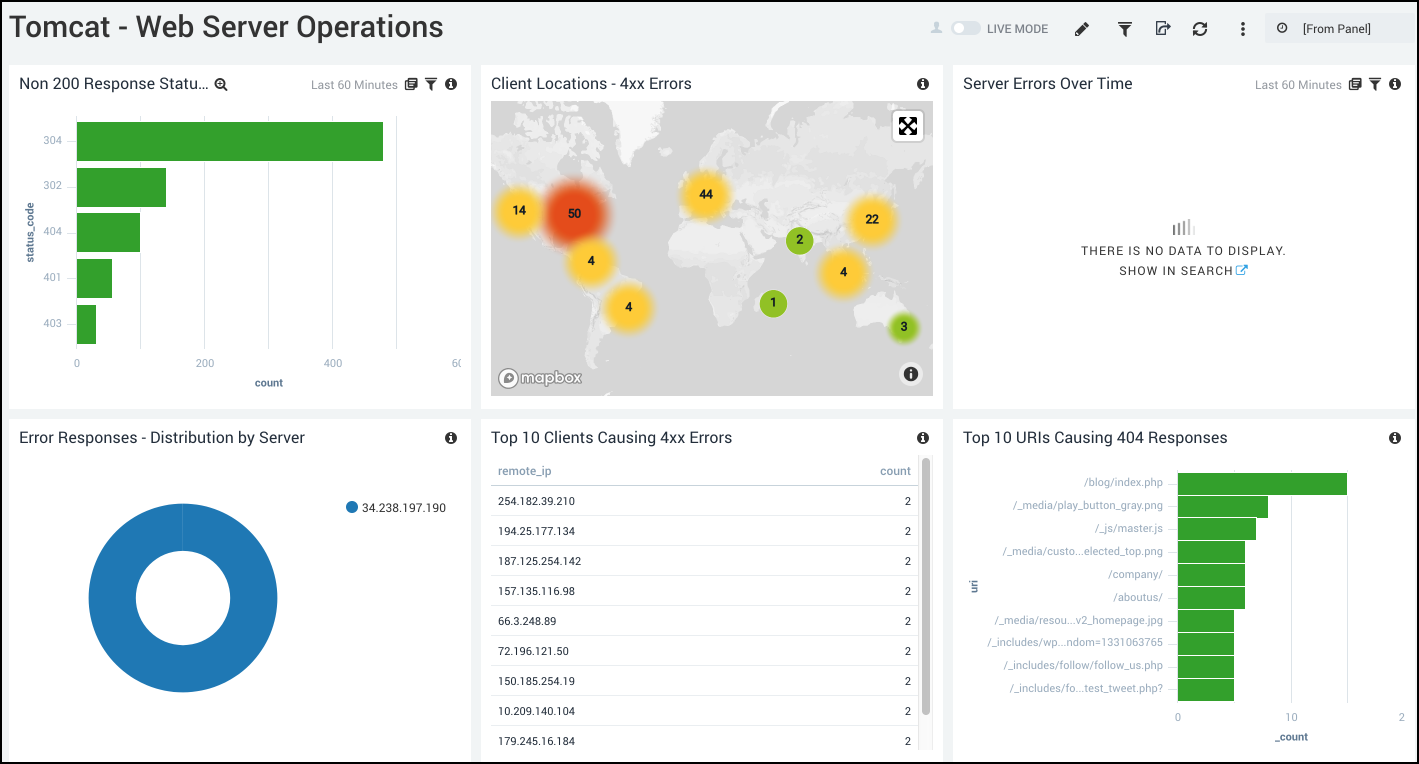 Tomcat - Web Server Operations
LIVE MODE
[From Panel]
Non 200 Response Statu...
Last 60 Minutes
304
302
404
401
403
status_code
0
200
400
60
count
Client Locations - 4xx Errors
14
50
44
22
4
2
4
4
1
3
mapbox
Server Errors Over Time
Last 60 Minutes
THERE IS NO DATA TO DISPLAY.
SHOW IN SEARCH
Error Responses - Distribution by Server
34.238.197.190
Top 10 Clients Causing 4xx Errors
remote_ip count
254.182.39.210 2
194.25.177.134 2
187.125.254.142 2
157.135.116.98 2
66.3.248.89 2
72.196.121.50 2
150.185.254.19 2
10.209.140.104 2
179.245.16.184 2
Top 10 URIs Causing 404 Responses
/blog/index.php
/_media/play_button_gray.png
/_js/master.js
/_media/custo...elected_top.png
/company/
/aboutus/
/_media/resou...v2_homepage.jpg
/_includes/wp...ndom=1331063765
/_includes/follow/follow_us.php
/_includes/fo...test_tweet.php?
uri
0
10
2
_count